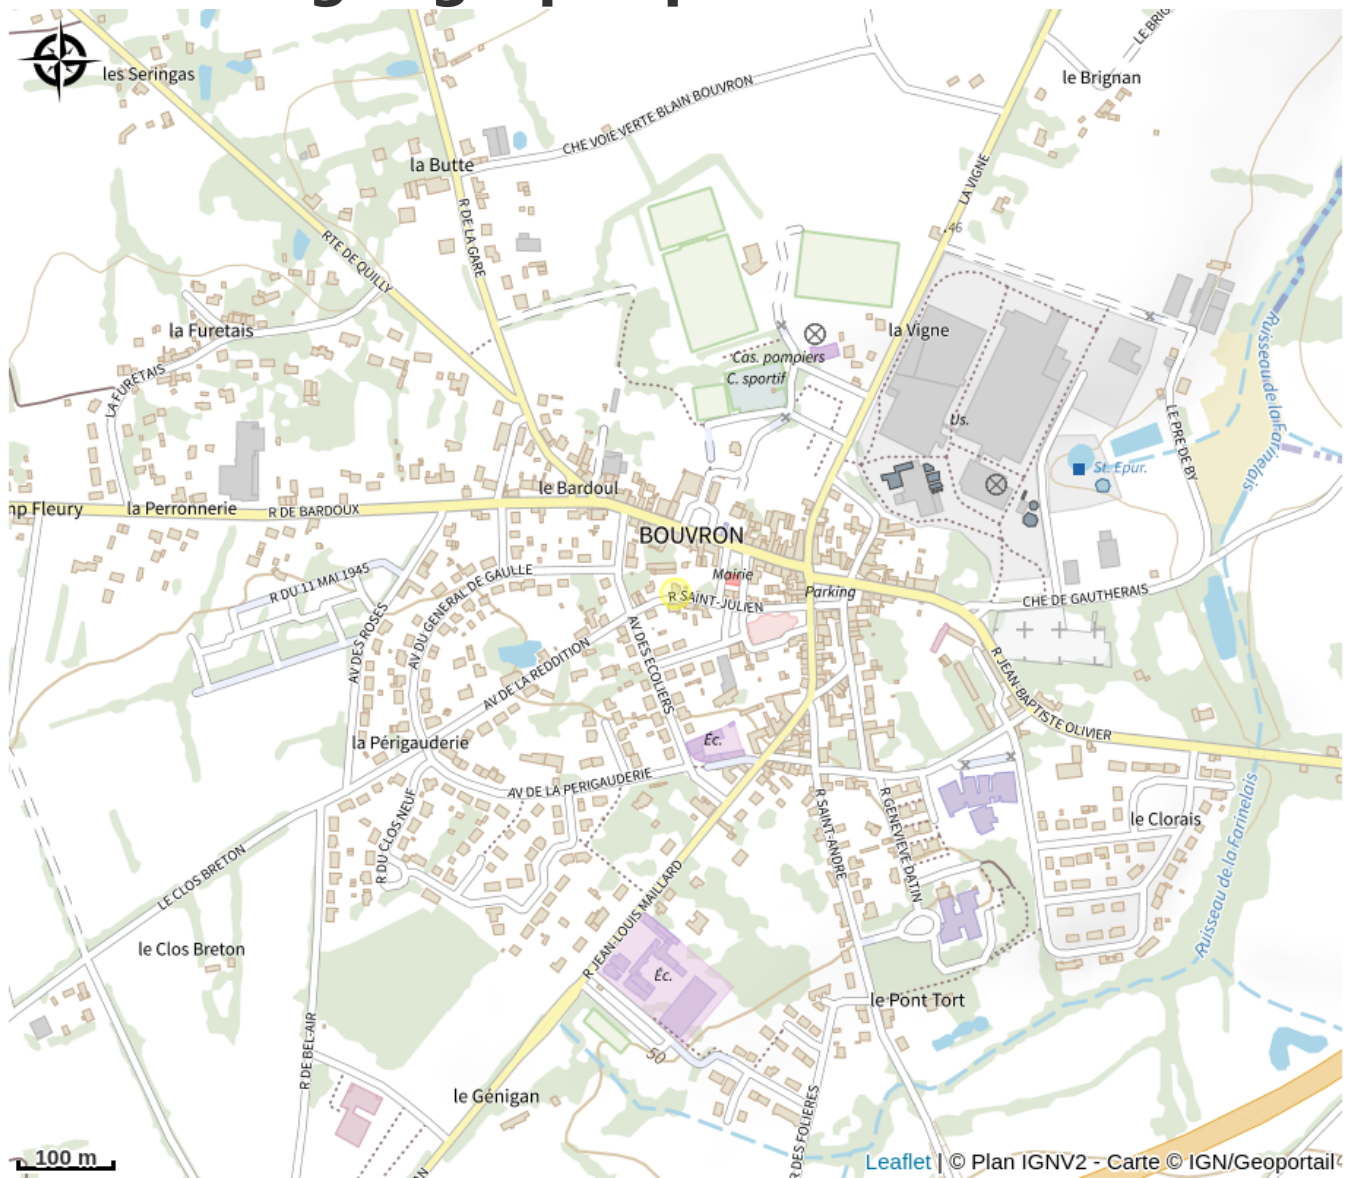 les Seringas
le Brignan
LE BRIG
CHE VOIE VERTE BLAIN BOUVRON
la Butte
LA VIGNE
R DE LA GARE
46
RTE DE QUILLY
la Furetais
la Vigne
Ruisseau de la Farinelais
Cas. pompiers
C. sportif
LA FURETAIS
Us.
LE PRE DE BY
St. Epur.
le Bardoul
mp Fleury
la Perronnerie
R DE BARDOUX
BOUVRON
Mairie
R DU 11 MAI 1945
AV DU GENERAL DE GAULLE
R SAINT-JULIEN
Parking
CHE DE GAUTHERAIS
AV DES ROSES
AV DES ECOLIERS
AV DE LA REDDITION
R JEAN-BAPTISTE OLIVIER
la Périgauderie
Éc.
AV DE LA PERIGAUDERIE
R DU CLOS NEUF
R SAINT-ANDRE
R GENEVIEVE DATIN
le Clorais
LE CLOS BRETON
Ruisseau de la Farinelais
R JEAN-LOUIS MAILLARD
le Clos Breton
Éc.
le Pont Tort
R DE BEL-AIR
50
le Génigan
R DES FOLIERES
AN
100 m
Leaflet | © Plan IGNV2 - Carte © IGN/Geoportail